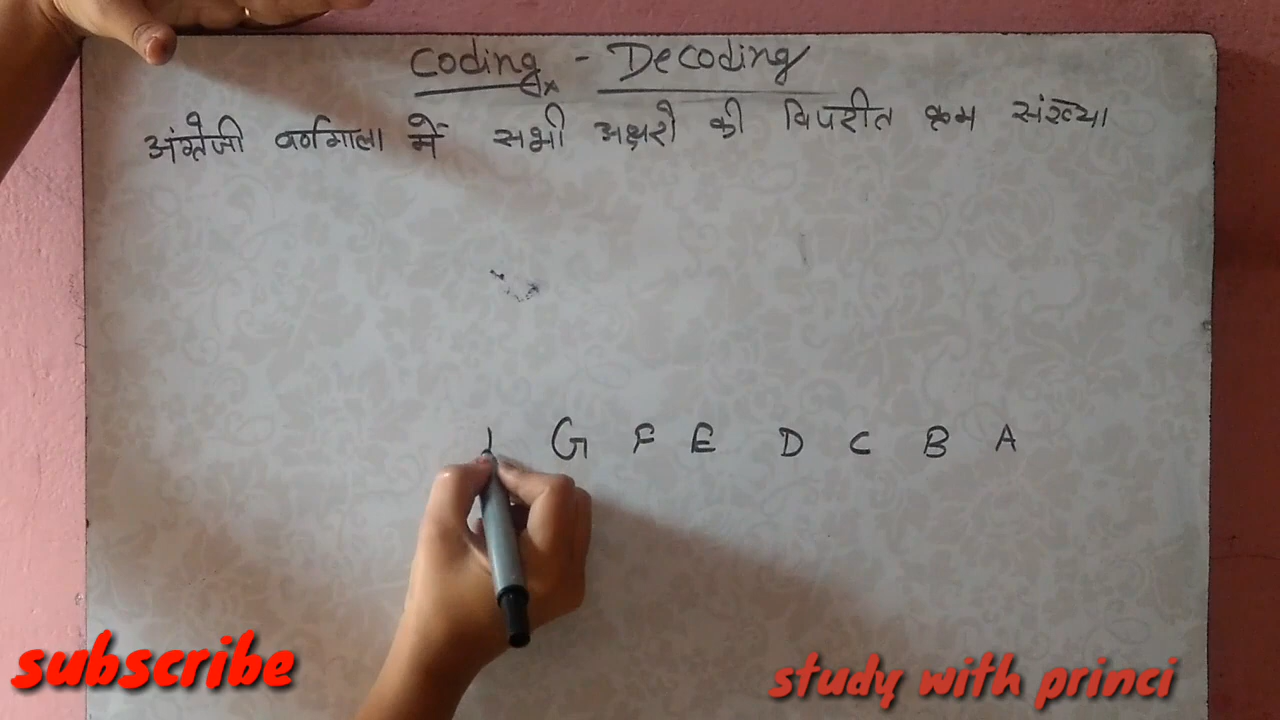 Coding - Decoding
अंग्रेजी वर्णमाला में सभी अक्षरो की विपरीत क्रम संख्या
G F E D C B A
subscribe
study with princi